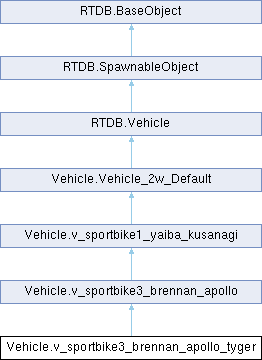 RTDB.BaseObject
RTDB.SpawnableObject
RTDB.Vehicle
Vehicle.Vehicle_2w_Default
Vehicle.v_sportbike1_yaiba_kusanagi
Vehicle.v_sportbike3_brennan_apollo
Vehicle.v_sportbike3_brennan_apollo_tyger